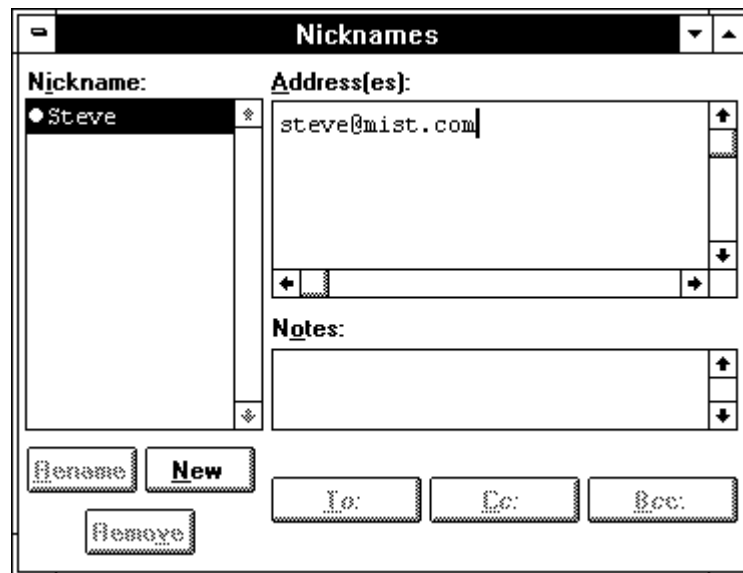 Nicknames
Nickname:
Address(es):
Steve
steve@mist.com
Notes:
Rename
New
To:
Cc:
Bcc:
Remove